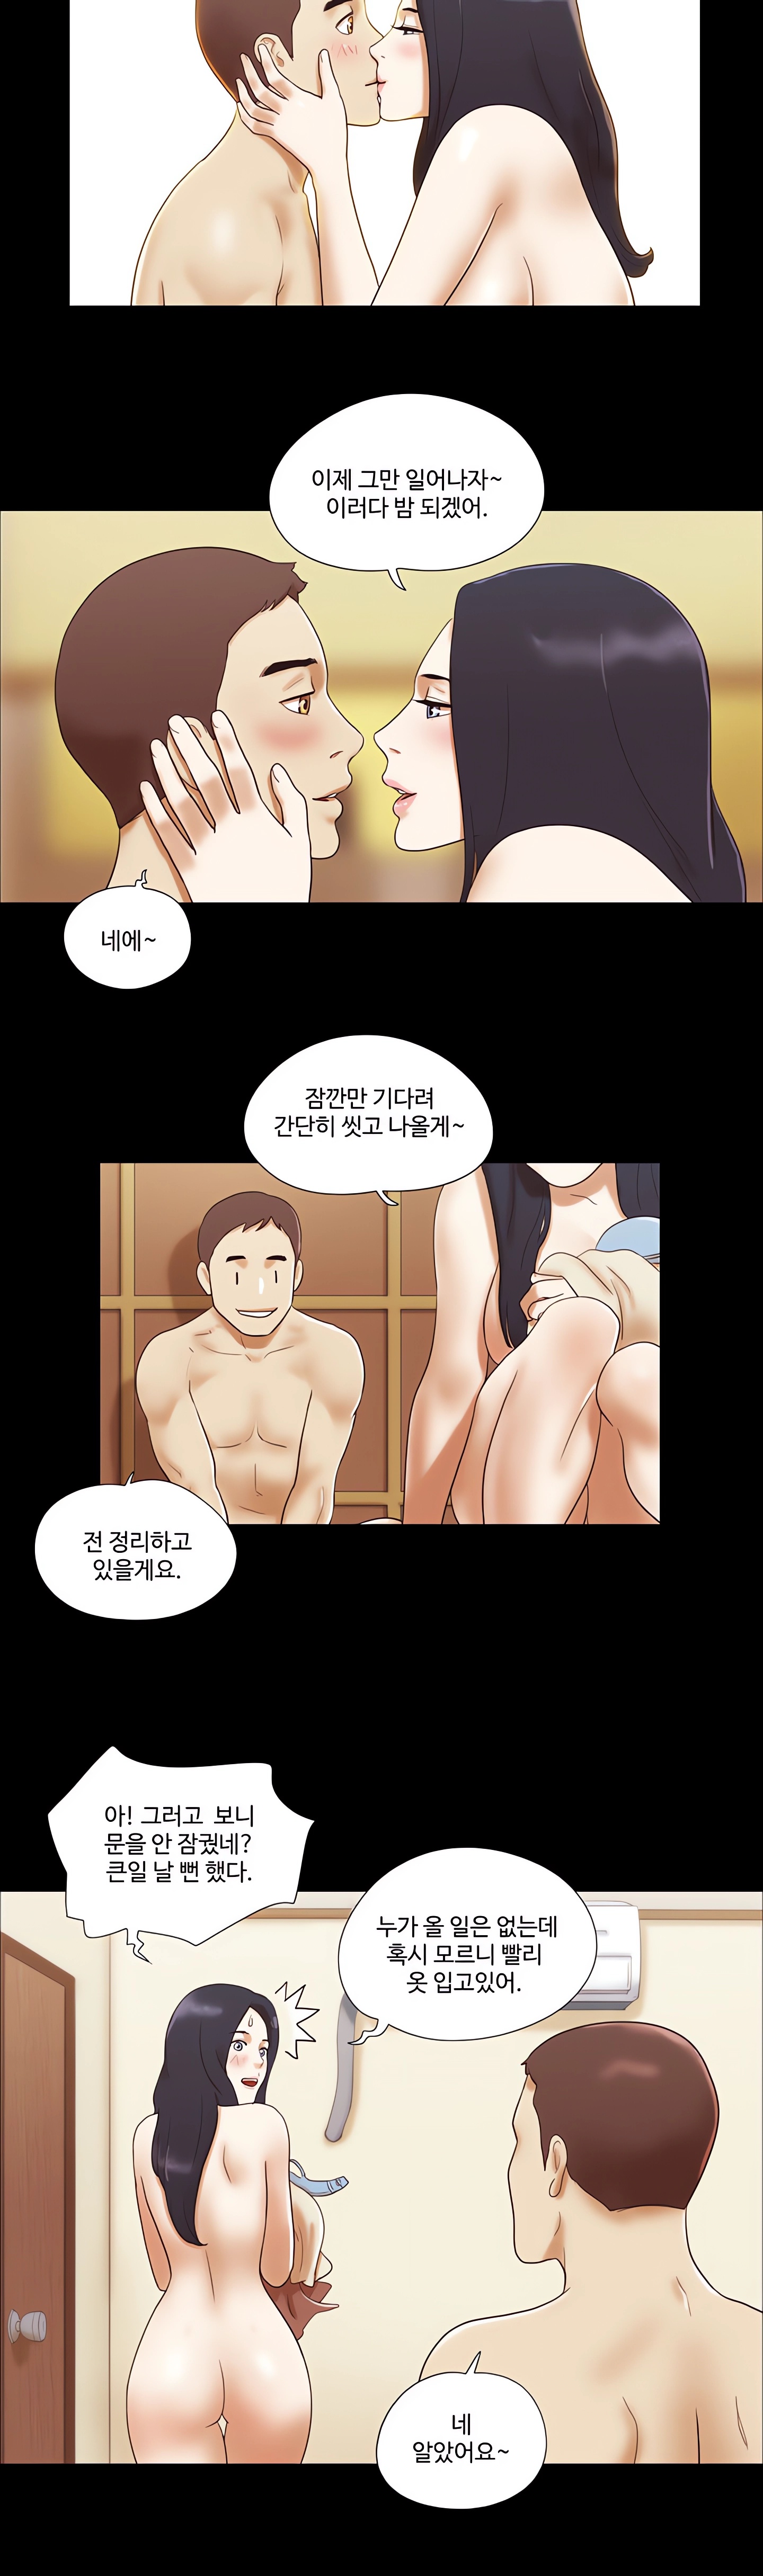 이제 그만 일어나자~
이러다 밤 되겠어.
네에~
잠깐만 기다려
간단히 씻고 나올게~
전 정리하고
있을게요.
아! 그러고 보니
문을 안 잠궜네?
큰일 날 뻔 했다.
누가 올 일은 없는데
혹시 모르니 빨리
옷 입고있어.
네
알았어요~